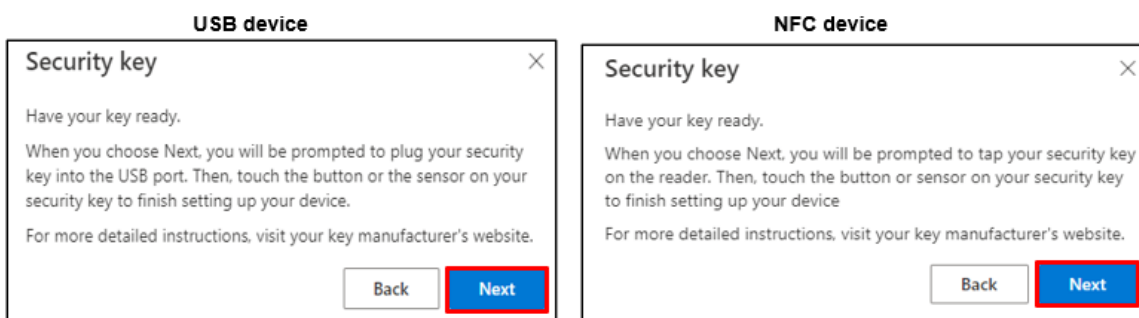 USB device
Security key
Have your key ready.
When you choose Next, you will be prompted to plug your security
key into the USB port. Then, touch the button or the sensor on your
security key to finish setting up your device.
For more detailed instructions, visit your key manufacturer's website.
Back
Next
NFC device
Security key
Have your key ready.
When you choose Next, you will be prompted to tap your security key
on the reader. Then, touch the button or sensor on your security key
to finish setting up your device
For more detailed instructions, visit your key manufacturer's website.
Back
Next